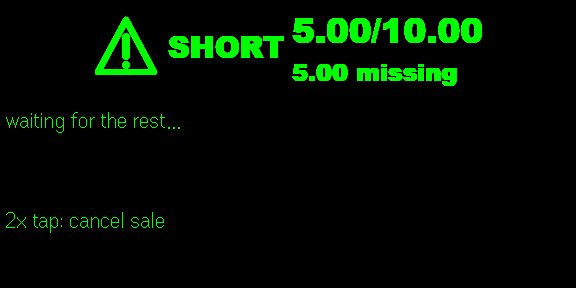 SHORT 5.00/10.00
5.00 missing
waiting for the rest...
2x tap: cancel sale